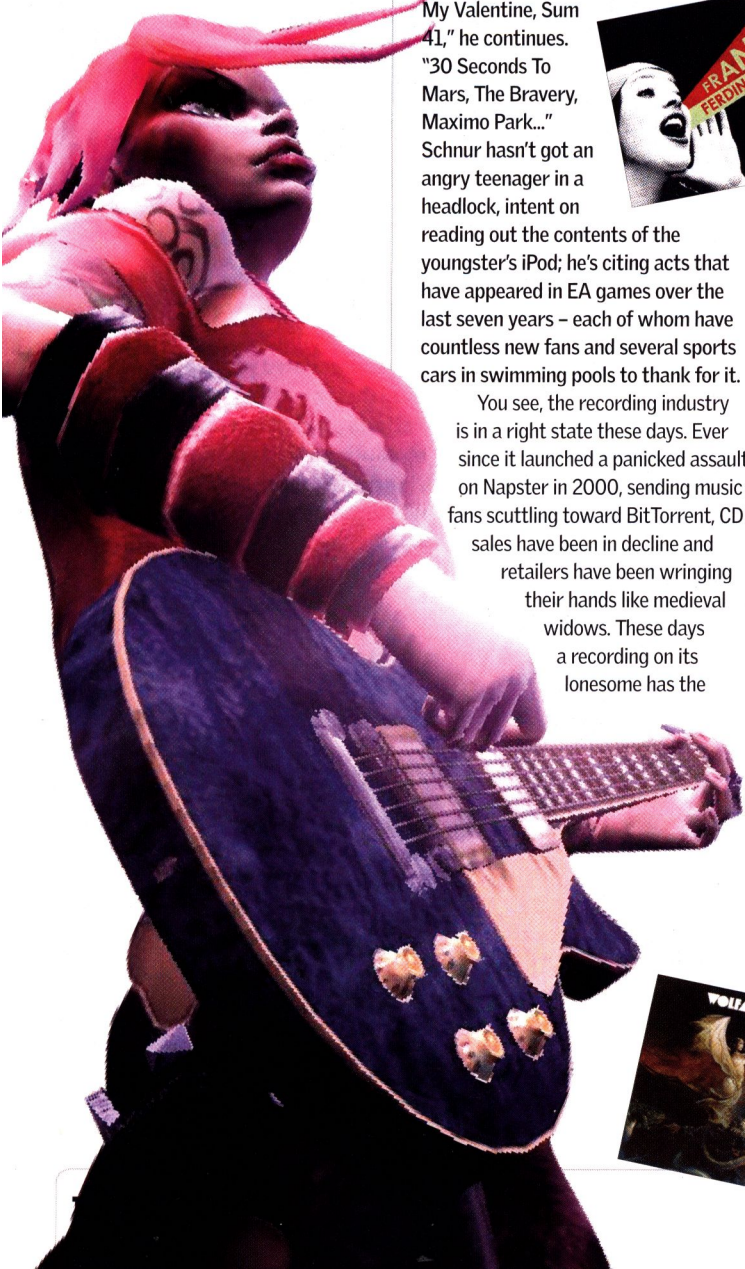 My Valentine, Sum
41,” he continues.
“30 Seconds To
Mars, The Bravery,
Maximo Park...”
Schnur hasn’t got an
angry teenager in a
headlock, intent on
reading out the contents of the
youngster’s iPod; he’s citing acts that
have appeared in EA games over the
last seven years – each of whom have
countless new fans and several sports
cars in swimming pools to thank for it.
You see, the recording industry
is in a right state these days. Ever
since it launched a panicked assault
on Napster in 2000, sending music
fans scuttling toward BitTorrent, CD
sales have been in decline and
retailers have been wringing
their hands like medieval
widows. These days
a recording on its
lonesome has the